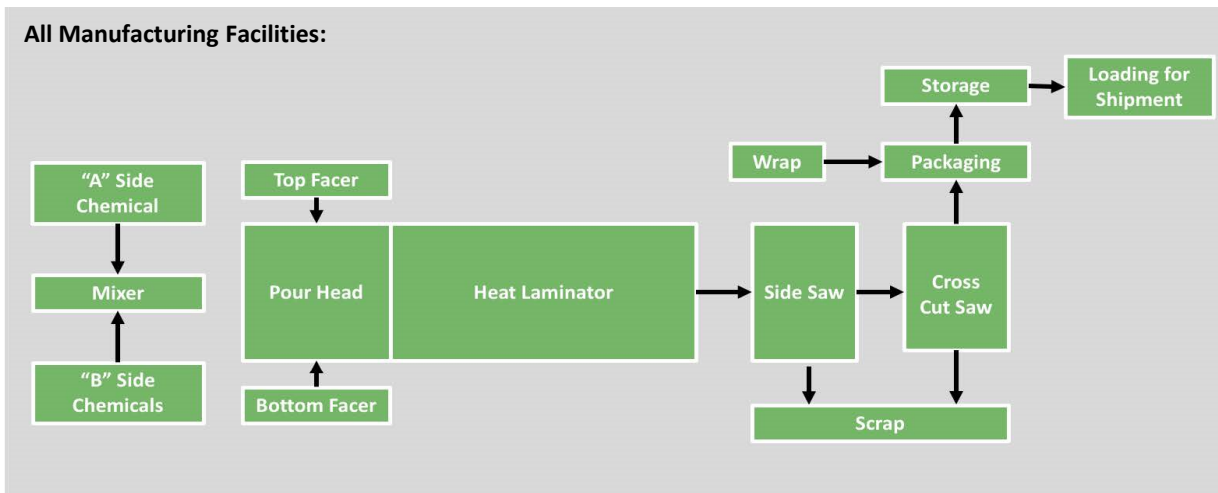 All Manufacturing Facilities:
Storage
Loading for
Shipment
Wrap
Packaging
“A” Side
Chemical
Top Facer
Mixer
Pour Head
Heat Laminator
Side Saw
Cross
Cut Saw
“B” Side
Chemicals
Bottom Facer
Scrap